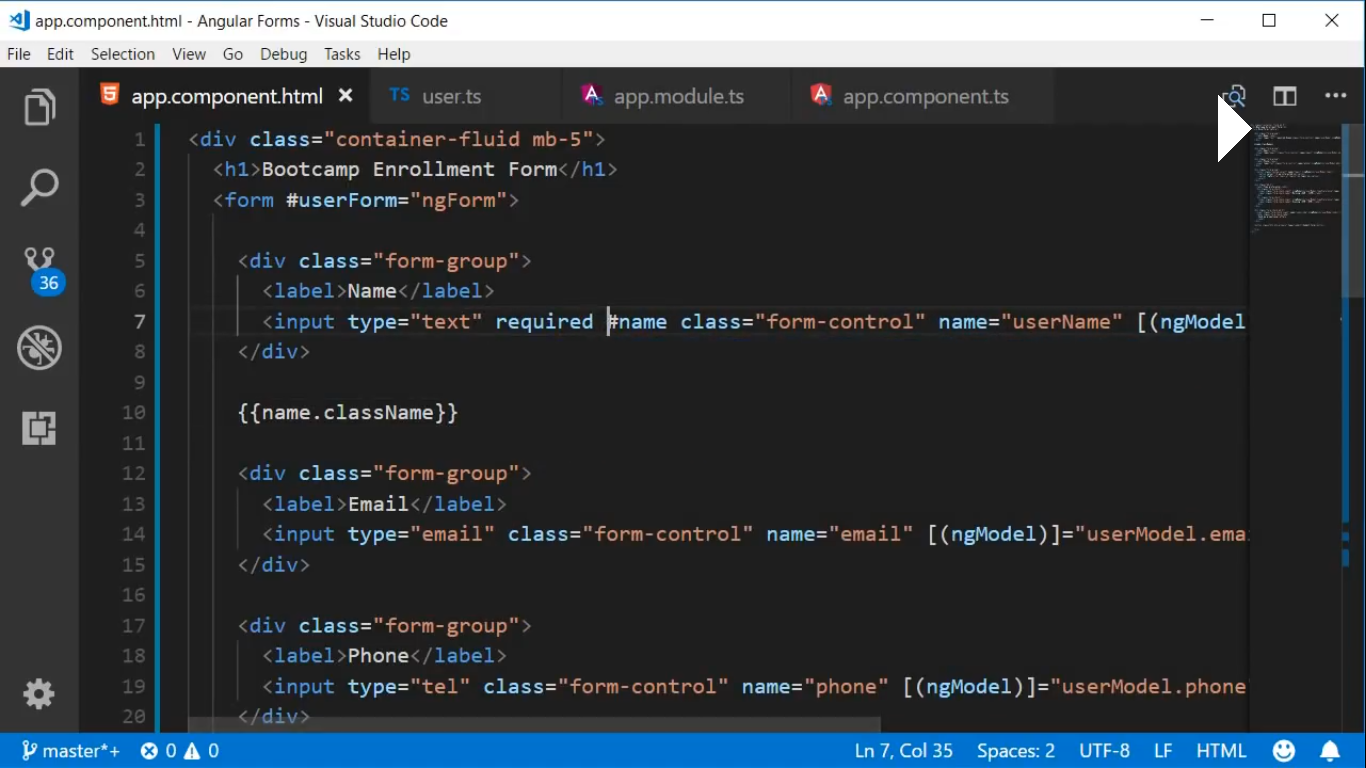 app.component.html - Angular Forms - Visual Studio Code
File Edit Selection View Go Debug Tasks Help
app.component.html TS user.ts app.module.ts app.component.ts
1 <div class="container-fluid mb-5">
2 <h1>Bootcamp Enrollment Form</h1>
3 <form #userForm="ngForm">
4
5 <div class="form-group">
6 <label>Name</label>
7 <input type="text" required #name class="form-control" name="userName" [(ngModel
8 </div>
9
10 {{name.className}}
11
12 <div class="form-group">
13 <label>Email</label>
14 <input type="email" class="form-control" name="email" [(ngModel)]="userModel.emai
15 </div>
16
17 <div class="form-group">
18 <label>Phone</label>
19 <input type="tel" class="form-control" name="phone" [(ngModel)]="userModel.phone
20 </div>
36
master*+ 0 0 Ln 7, Col 35 Spaces: 2 UTF-8 LF HTML